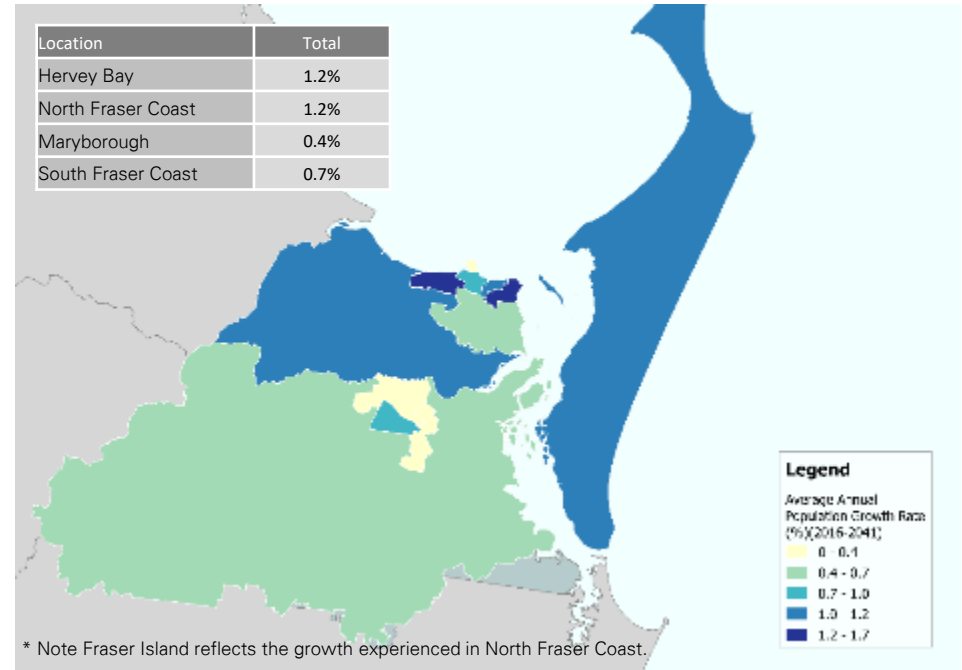 Location Total
Hervey Bay 1.2%
North Fraser Coast 1.2%
Maryborough 0.4%
South Fraser Coast 0.7%
Legend
Average Annual
Population Growth Rate
(%)(2016-2041)
0 - 0.4
0.4 - 0.7
0.7 - 1.0
1.0 - 1.2
1.2 - 1.7
* Note Fraser Island reflects the growth experienced in North Fraser Coast.